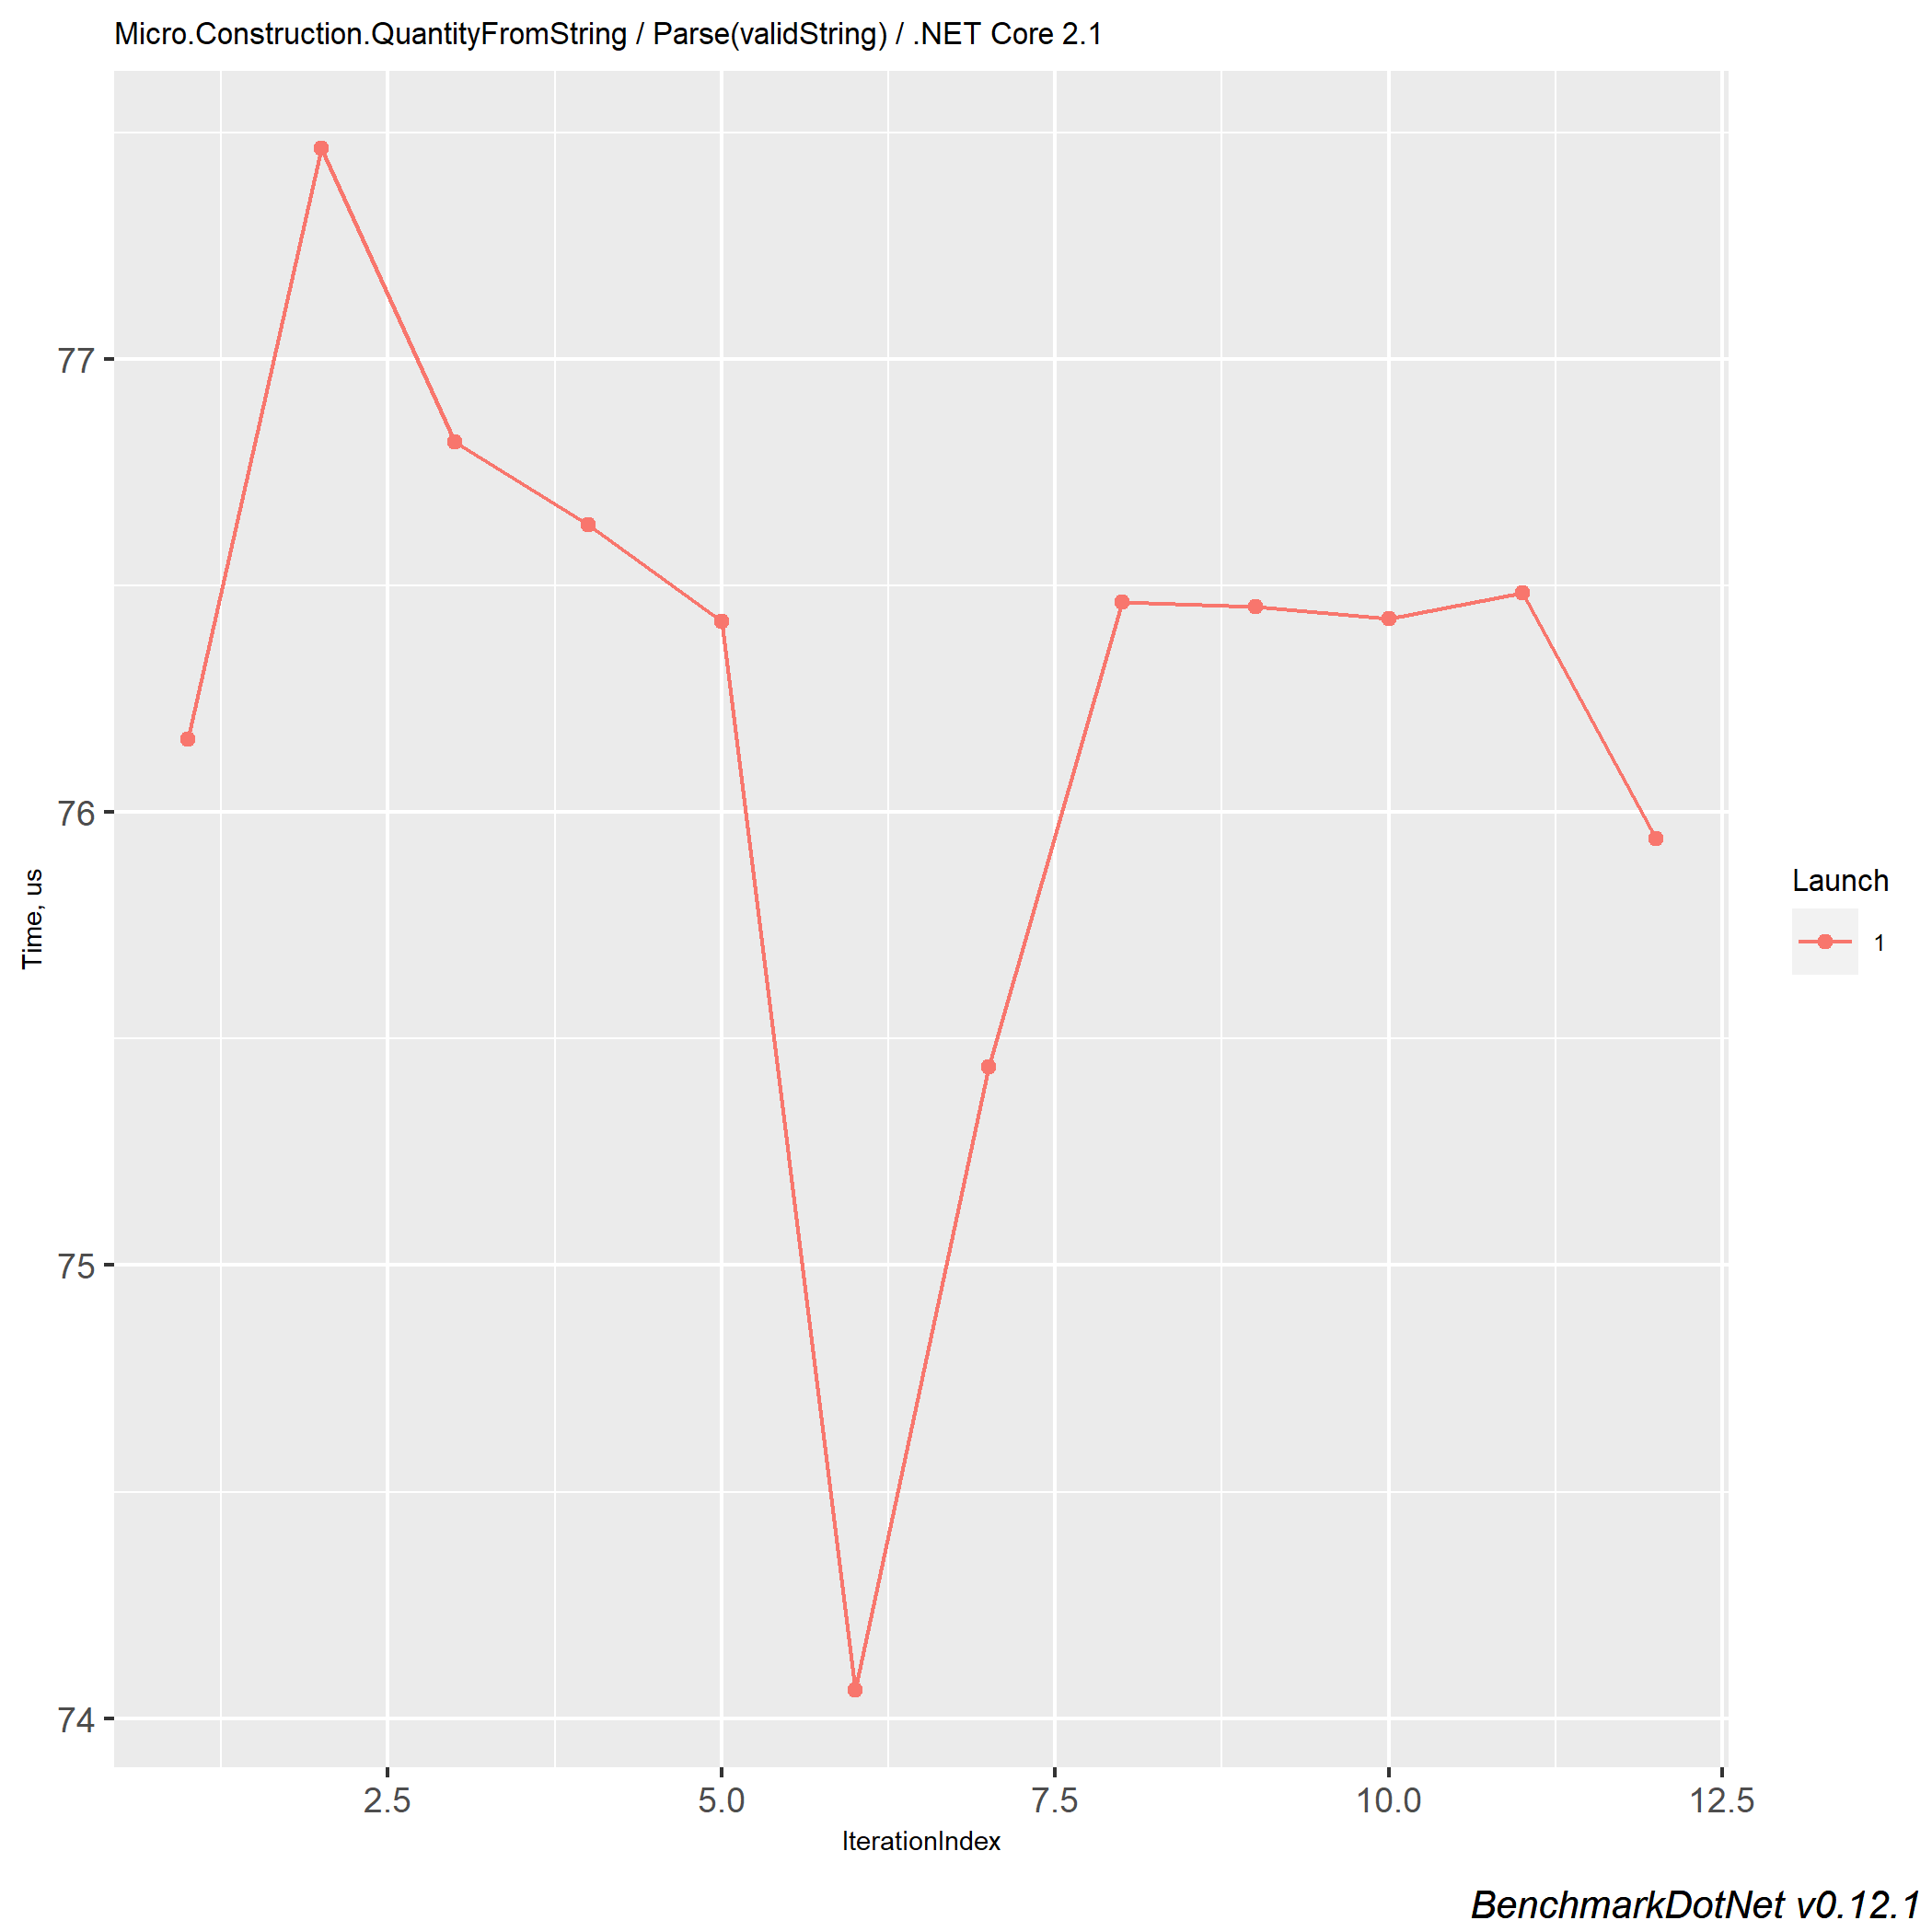 Micro.Construction.QuantityFromString / Parse(validString) / .NET Core 2.1
77
76
75
74
Time, us
2.5 5.0 7.5 10.0 12.5
IterationIndex
Launch
1
BenchmarkDotNet v0.12.1